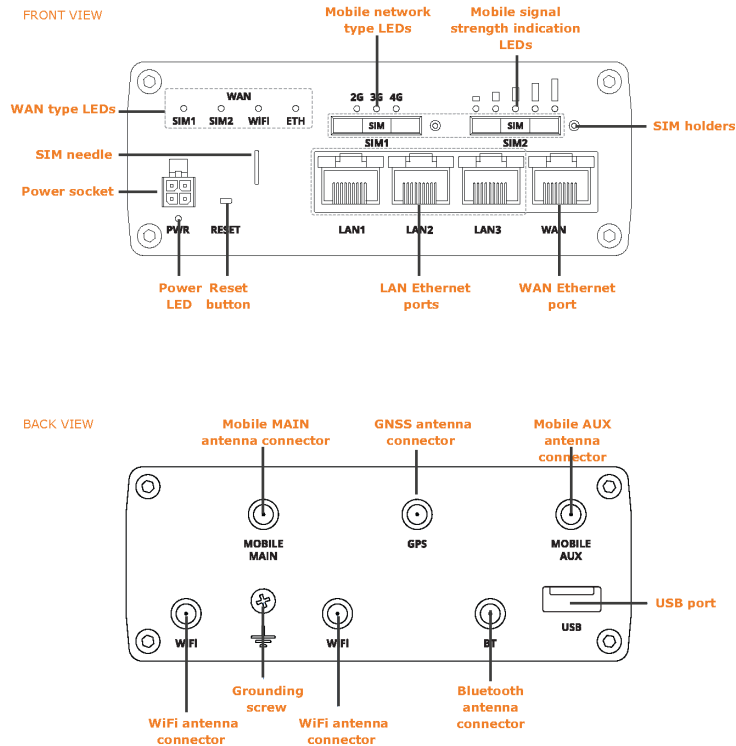 FRONT VIEW
Mobile network
type LEDs
Mobile signal
strength indication
LEDs
WAN
2G 3G 4G
WAN type LEDs
SIM1 SIM2 WIFI ETH
SIM
SIM
SIM holders
SIM1
SIM2
SIM needle
Power socket
PWR
RESET
LAN1
LAN2
LAN3
WAN
Power
LED
Reset
button
LAN Ethernet
ports
WAN Ethernet
port
BACK VIEW
Mobile MAIN
antenna connector
GNSS antenna
connector
Mobile AUX
antenna
connector
MOBILE
MAIN
GPS
MOBILE
AUX
USB port
USB
WIFI
WIFI
BT
Grounding
screw
Bluetooth
antenna
connector
WiFi antenna
connector
WiFi antenna
connector